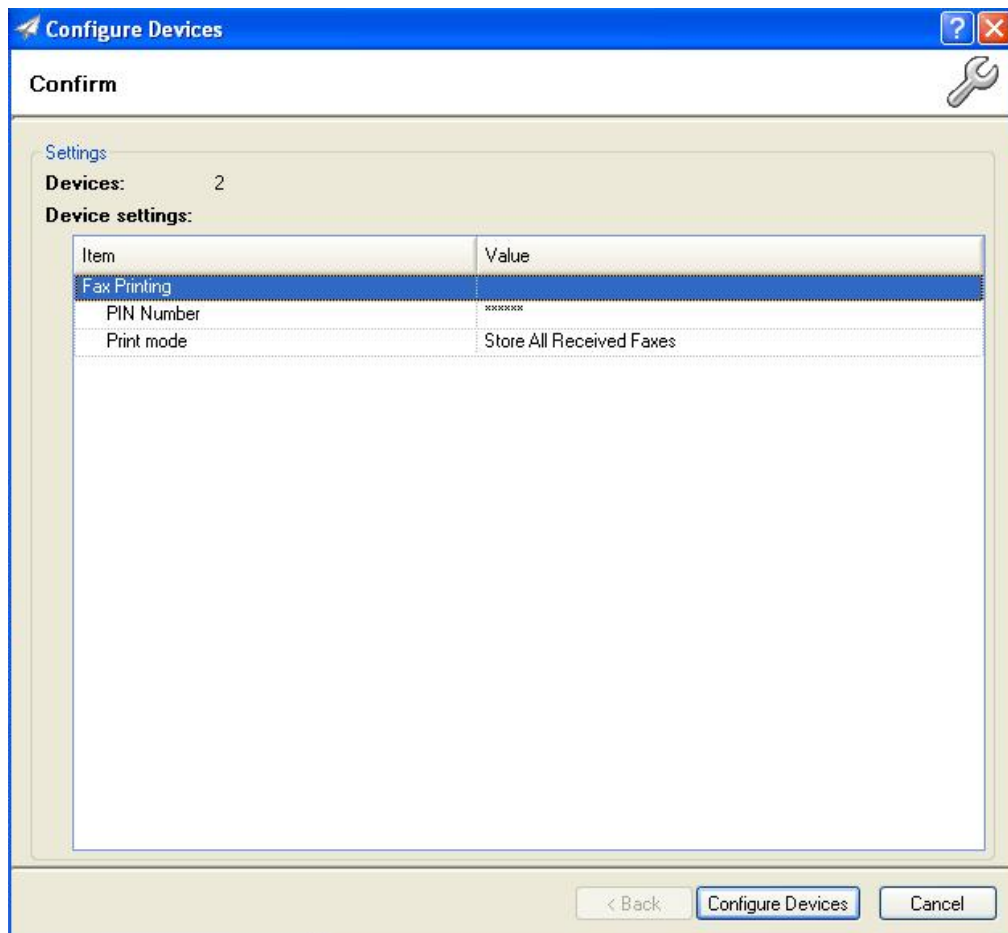 Configure Devices
Confirm
Settings
Devices: 2
Device settings:
Item Value
Fax Printing
PIN Number ******
Print mode Store All Received Faxes
< Back Configure Devices Cancel